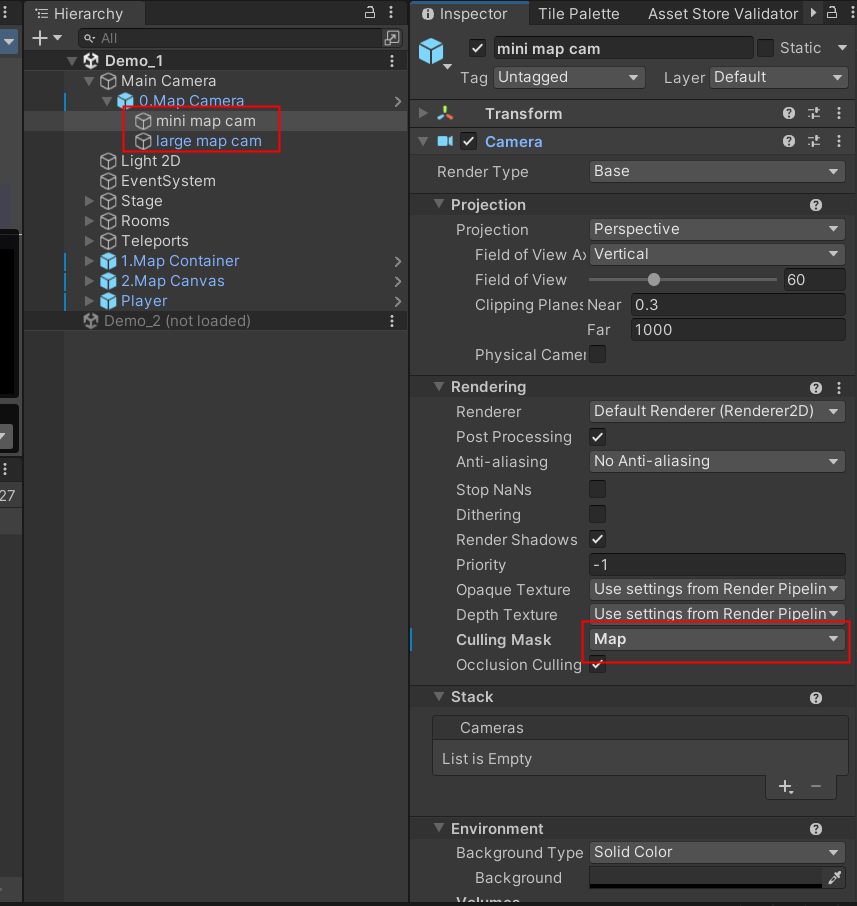 Hierarchy
All
Demo_1
Main Camera
0.Map Camera
mini map cam
large map cam
Light 2D
EventSystem
Stage
Rooms
Teleports
1.Map Container
2.Map Canvas
Player
Demo_2 (not loaded)
27
Inspector Tile Palette Asset Store Validator
mini map cam Static
Tag Untagged Layer Default
Transform
Camera
Render Type Base
Projection
Projection Perspective
Field of View Ax Vertical
Field of View 60
Clipping Planes Near 0.3
Far 1000
Physical Camer
Rendering
Renderer Default Renderer (Renderer2D)
Post Processing
Anti-aliasing No Anti-aliasing
Stop NaNs
Dithering
Render Shadows
Priority -1
Opaque Texture Use settings from Render Pipelin
Depth Texture Use settings from Render Pipelin
Culling Mask Map
Occlusion Culling
Stack
Cameras
List is Empty
Environment
Background Type Solid Color
Background
Volumes